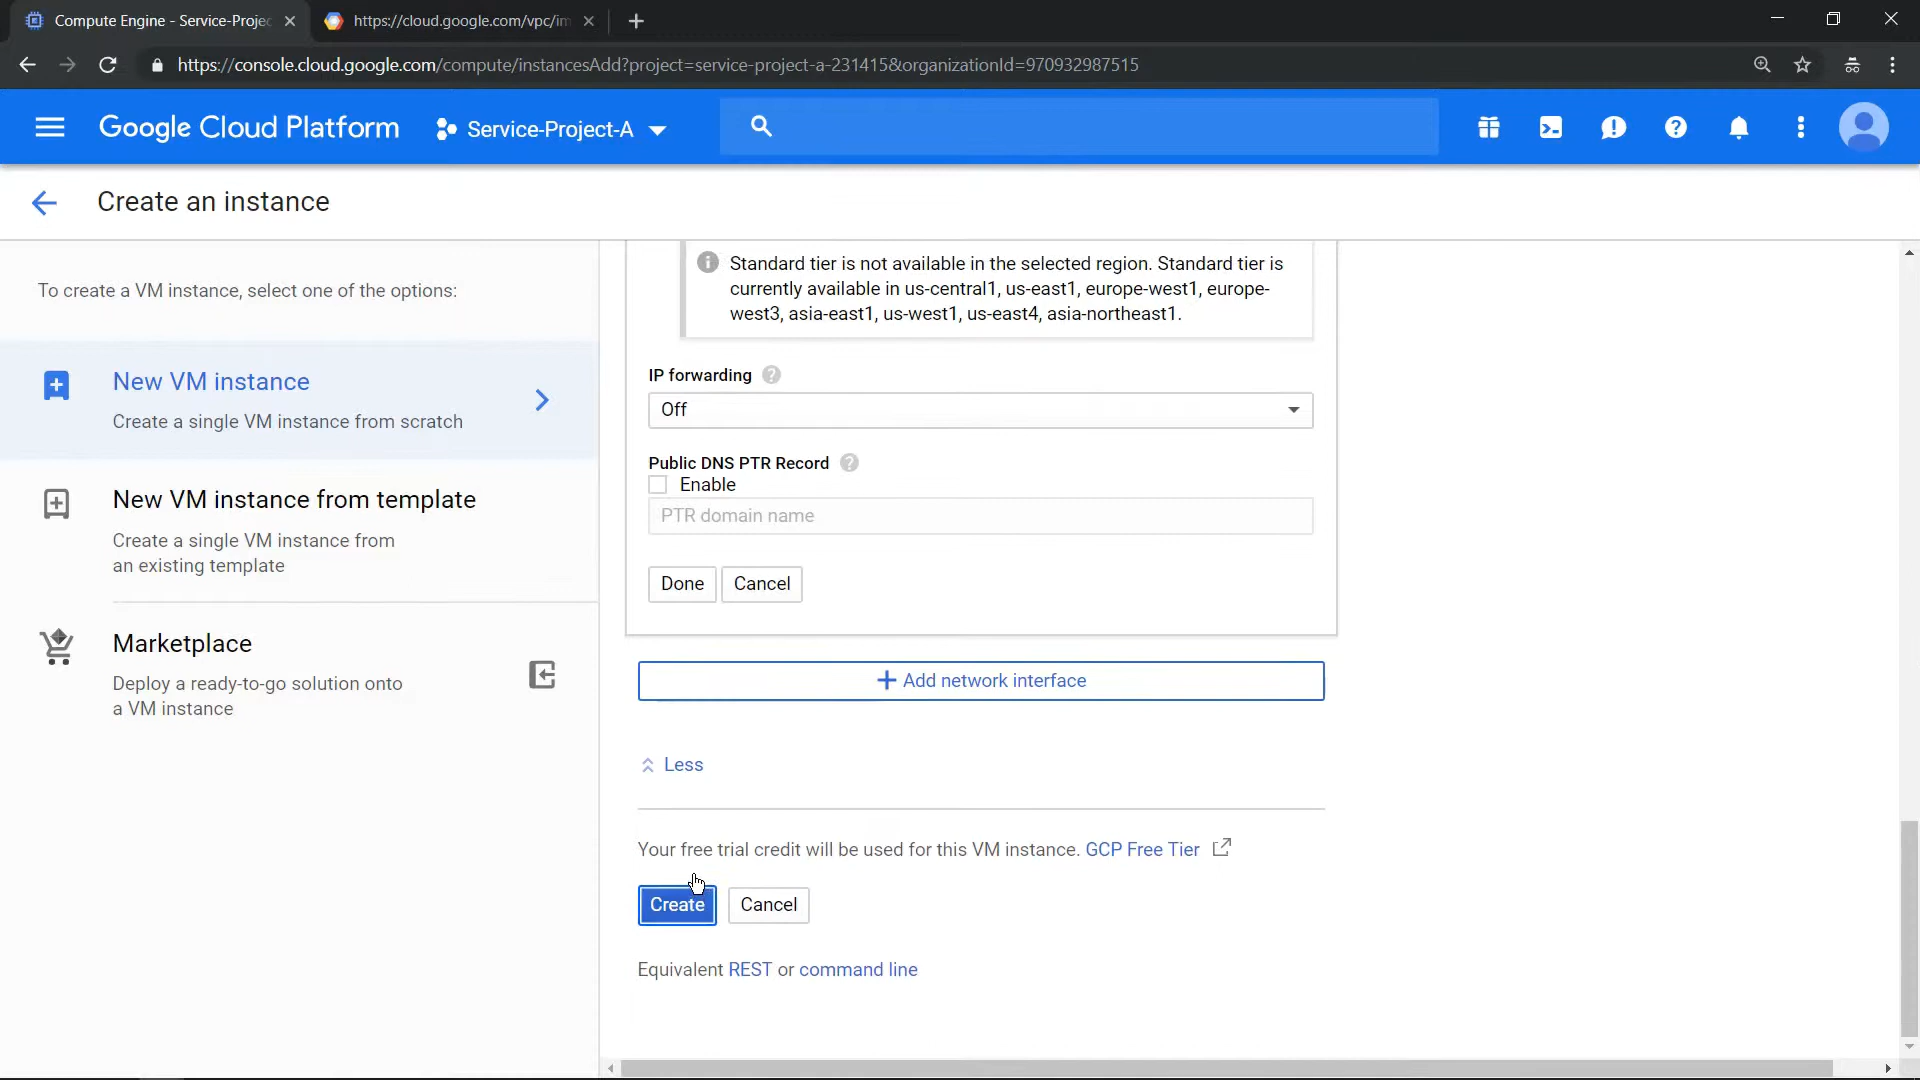 Compute Engine - Service-Projec
https://cloud.google.com/vpc/im
https://console.cloud.google.com/compute/instancesAdd?project=service-project-a-231415&organizationId=970932987515
Google Cloud Platform
Service-Project-A
Create an instance
To create a VM instance, select one of the options:
New VM instance
Create a single VM instance from scratch
New VM instance from template
Create a single VM instance from
an existing template
Marketplace
Deploy a ready-to-go solution onto
a VM instance
Standard tier is not available in the selected region. Standard tier is
currently available in us-central1, us-east1, europe-west1, europe-
west3, asia-east1, us-west1, us-east4, asia-northeast1.
IP forwarding
Off
Public DNS PTR Record
Enable
PTR domain name
Done Cancel
Add network interface
Less
Your free trial credit will be used for this VM instance. GCP Free Tier
Create Cancel
Equivalent REST or command line